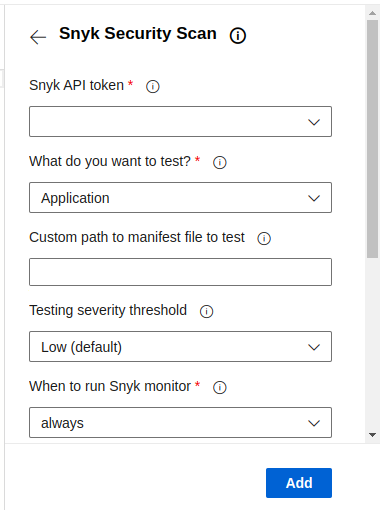 Snyk Security Scan
Snyk API token *
What do you want to test? *
Application
Custom path to manifest file to test
Testing severity threshold
Low (default)
When to run Snyk monitor *
always
Add